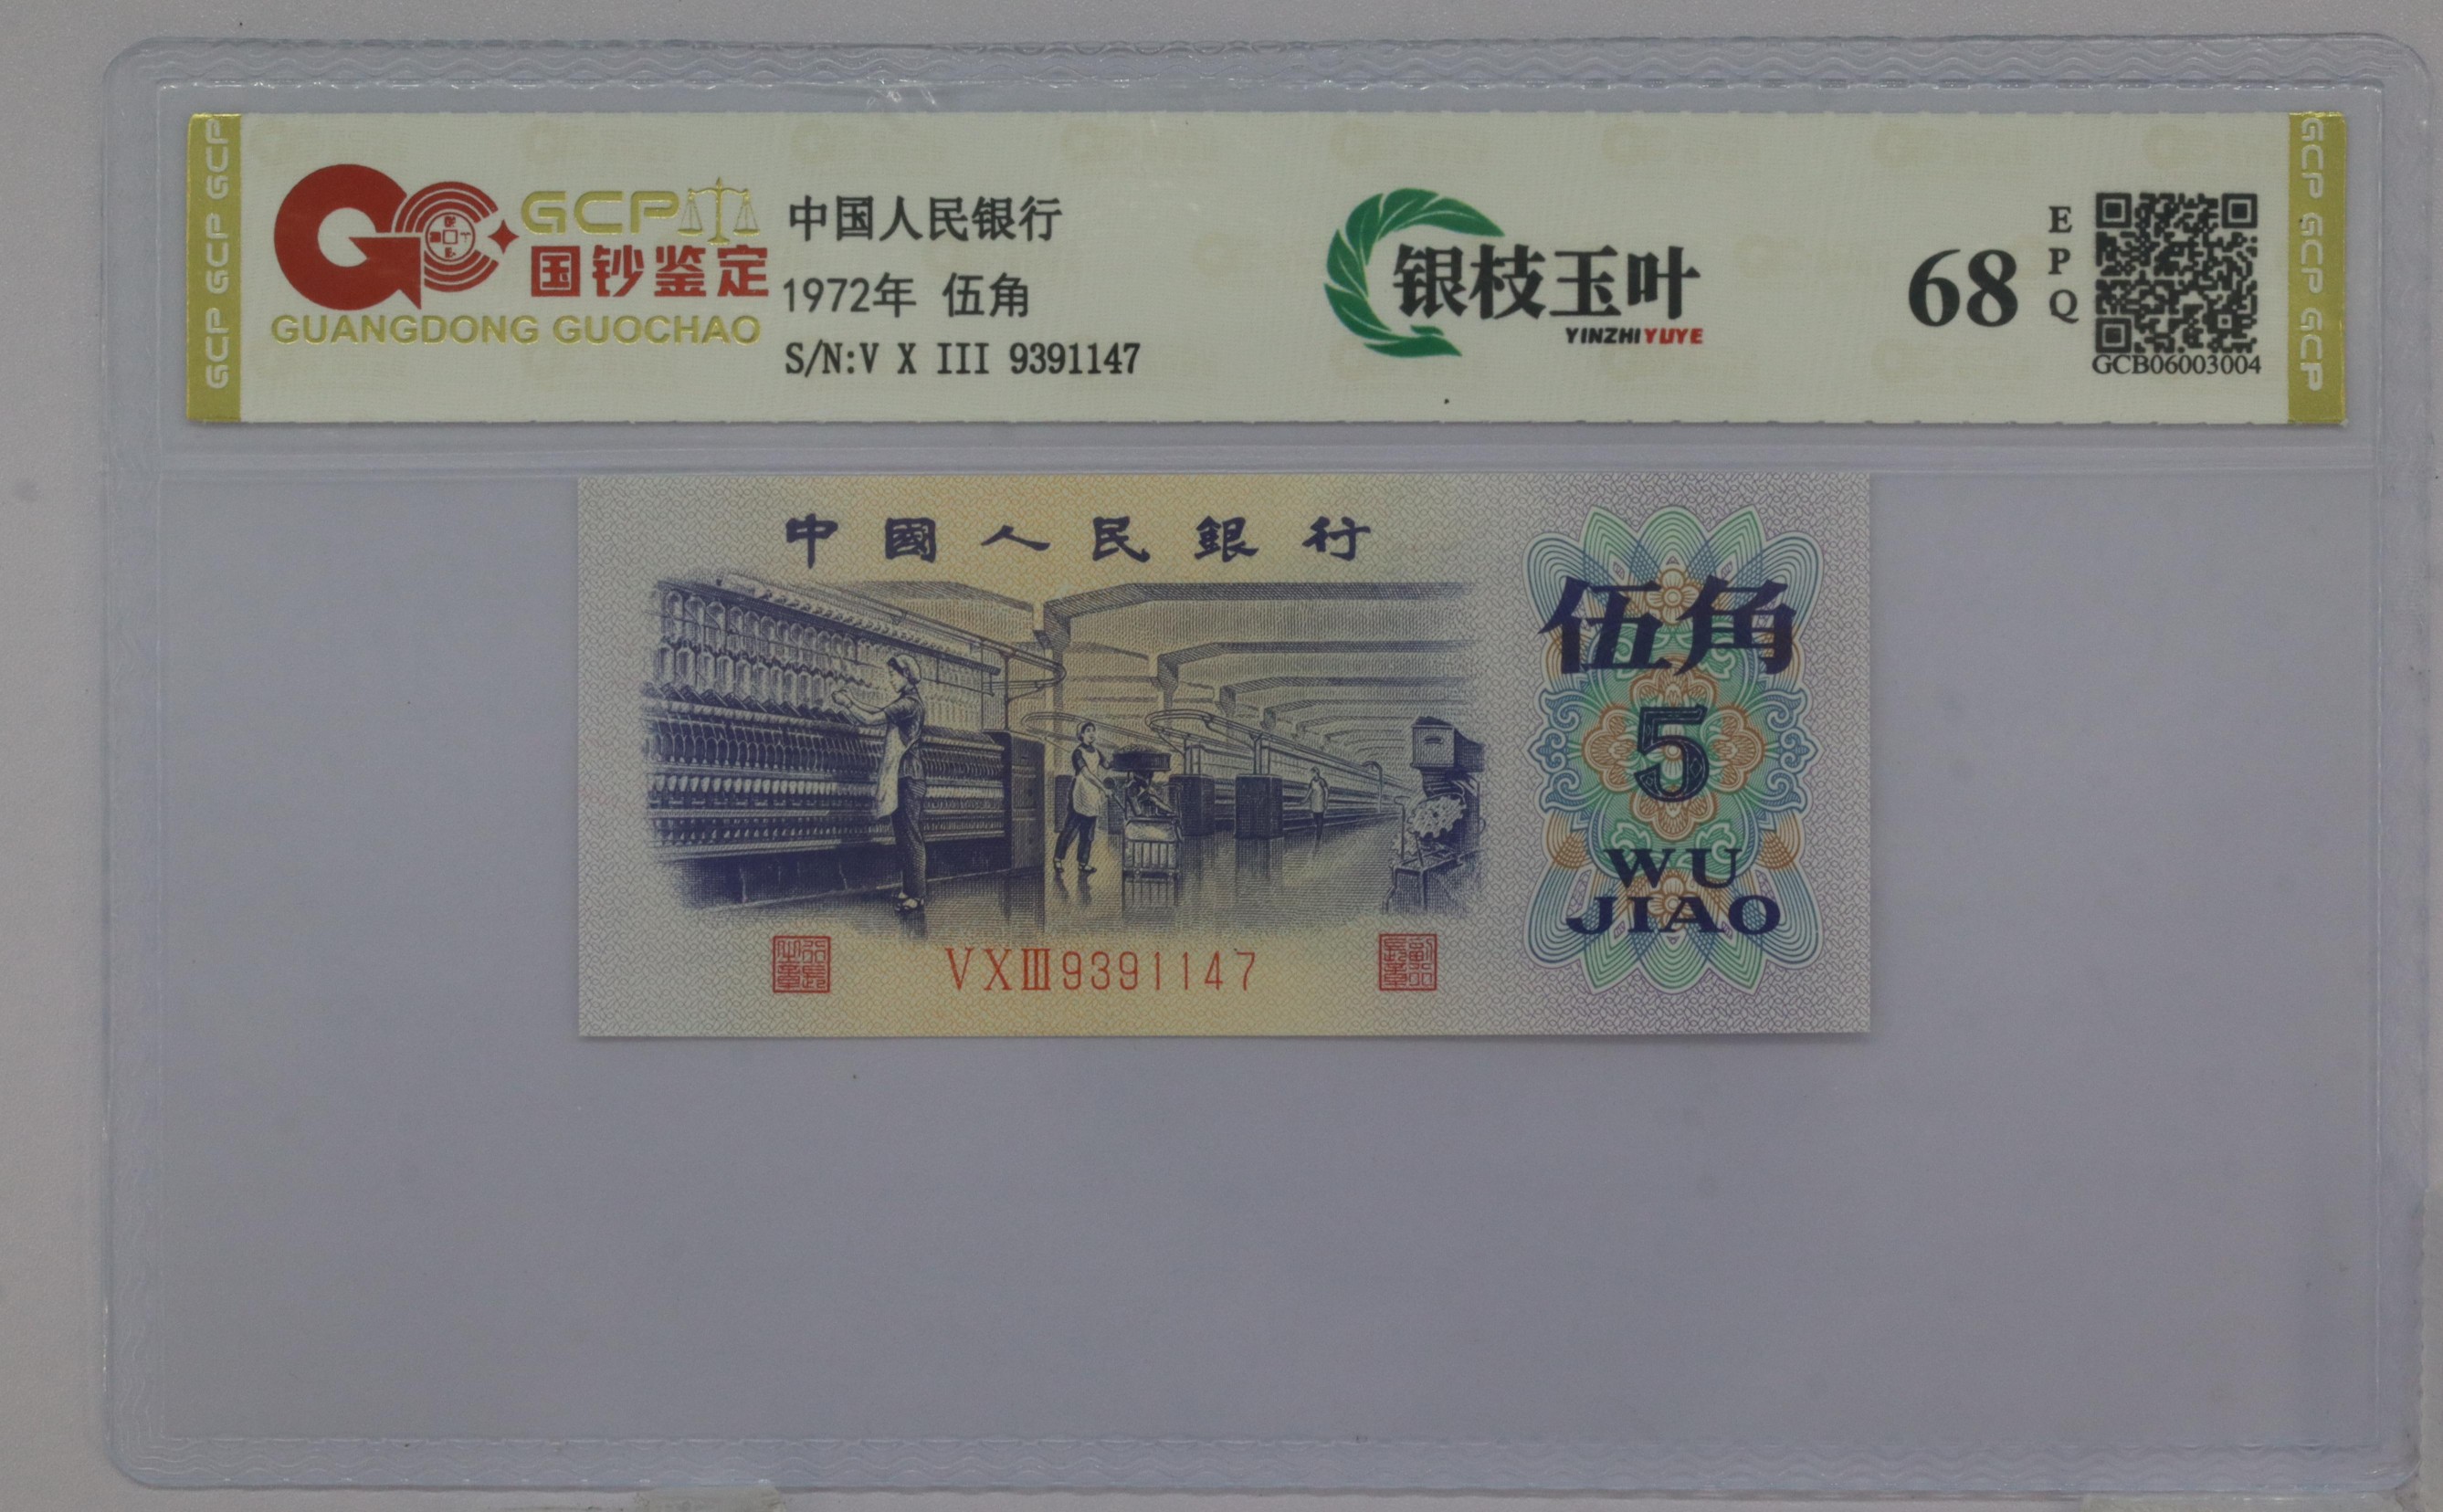 GCP GCP GCP
GCP
国钞鉴定
GUANGDONG GUOCHAO
中国人民银行
1972年 伍角
S/N:V X III 9391147
银枝玉叶
YINZHIYUYE
68
E
P
Q
GCB06003004
GCP GCP GCP
中國人民銀行
伍角
5
WU
JIAO
VXⅢ9391147